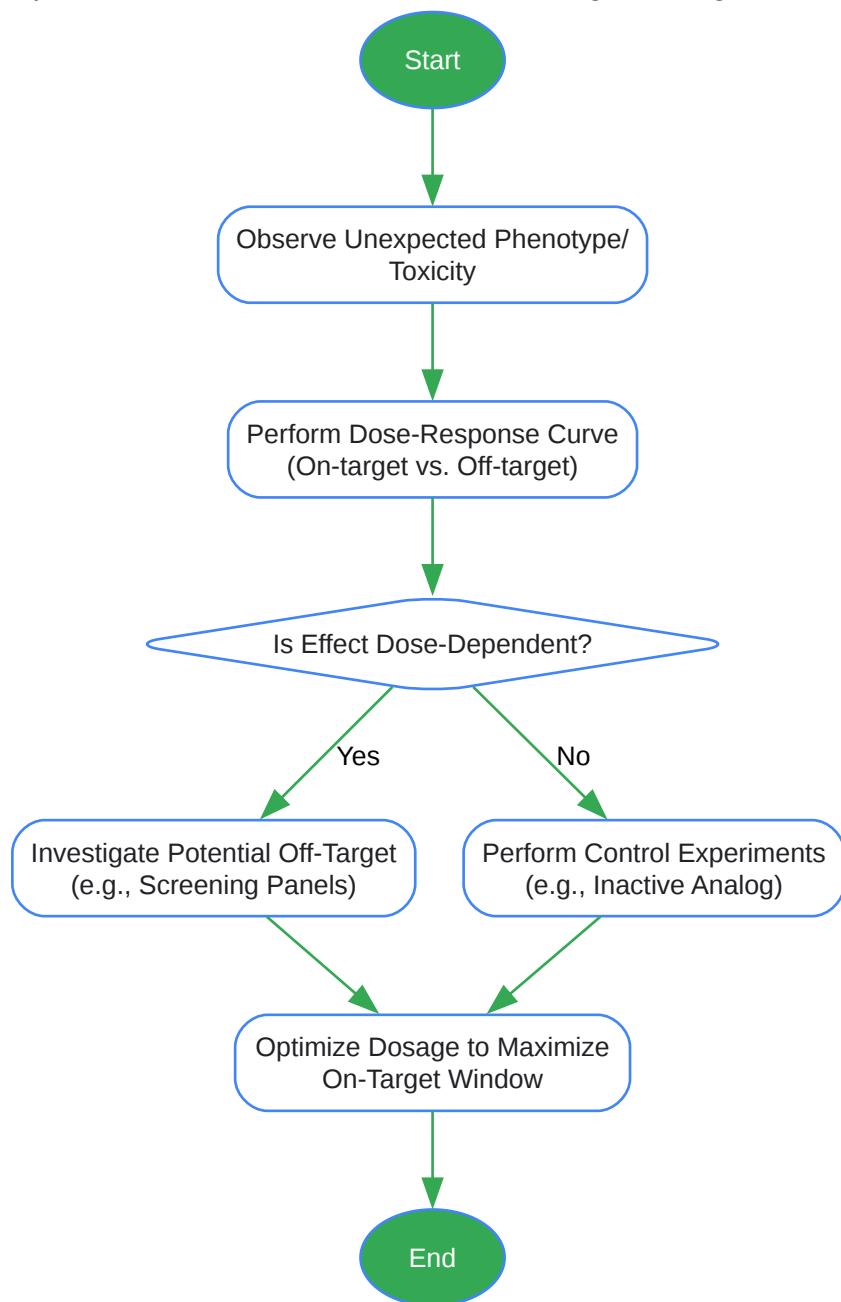 Start
Observe Unexpected Phenotype/
Toxicity
Perform Dose-Response Curve
(On-target vs. Off-target)
Is Effect Dose-Dependent?
Yes
No
Investigate Potential Off-Target
(e.g., Screening Panels)
Perform Control Experiments
(e.g., Inactive Analog)
Optimize Dosage to Maximize
On-Target Window
End